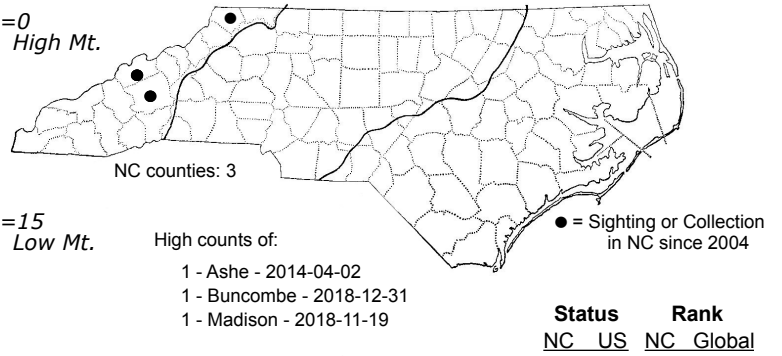 =0
High Mt.
NC counties: 3
=15
Low Mt.
High counts of:
1 - Ashe - 2014-04-02
1 - Buncombe - 2018-12-31
1 - Madison - 2018-11-19
● = Sighting or Collection
in NC since 2004
Status Rank
NC US NC Global